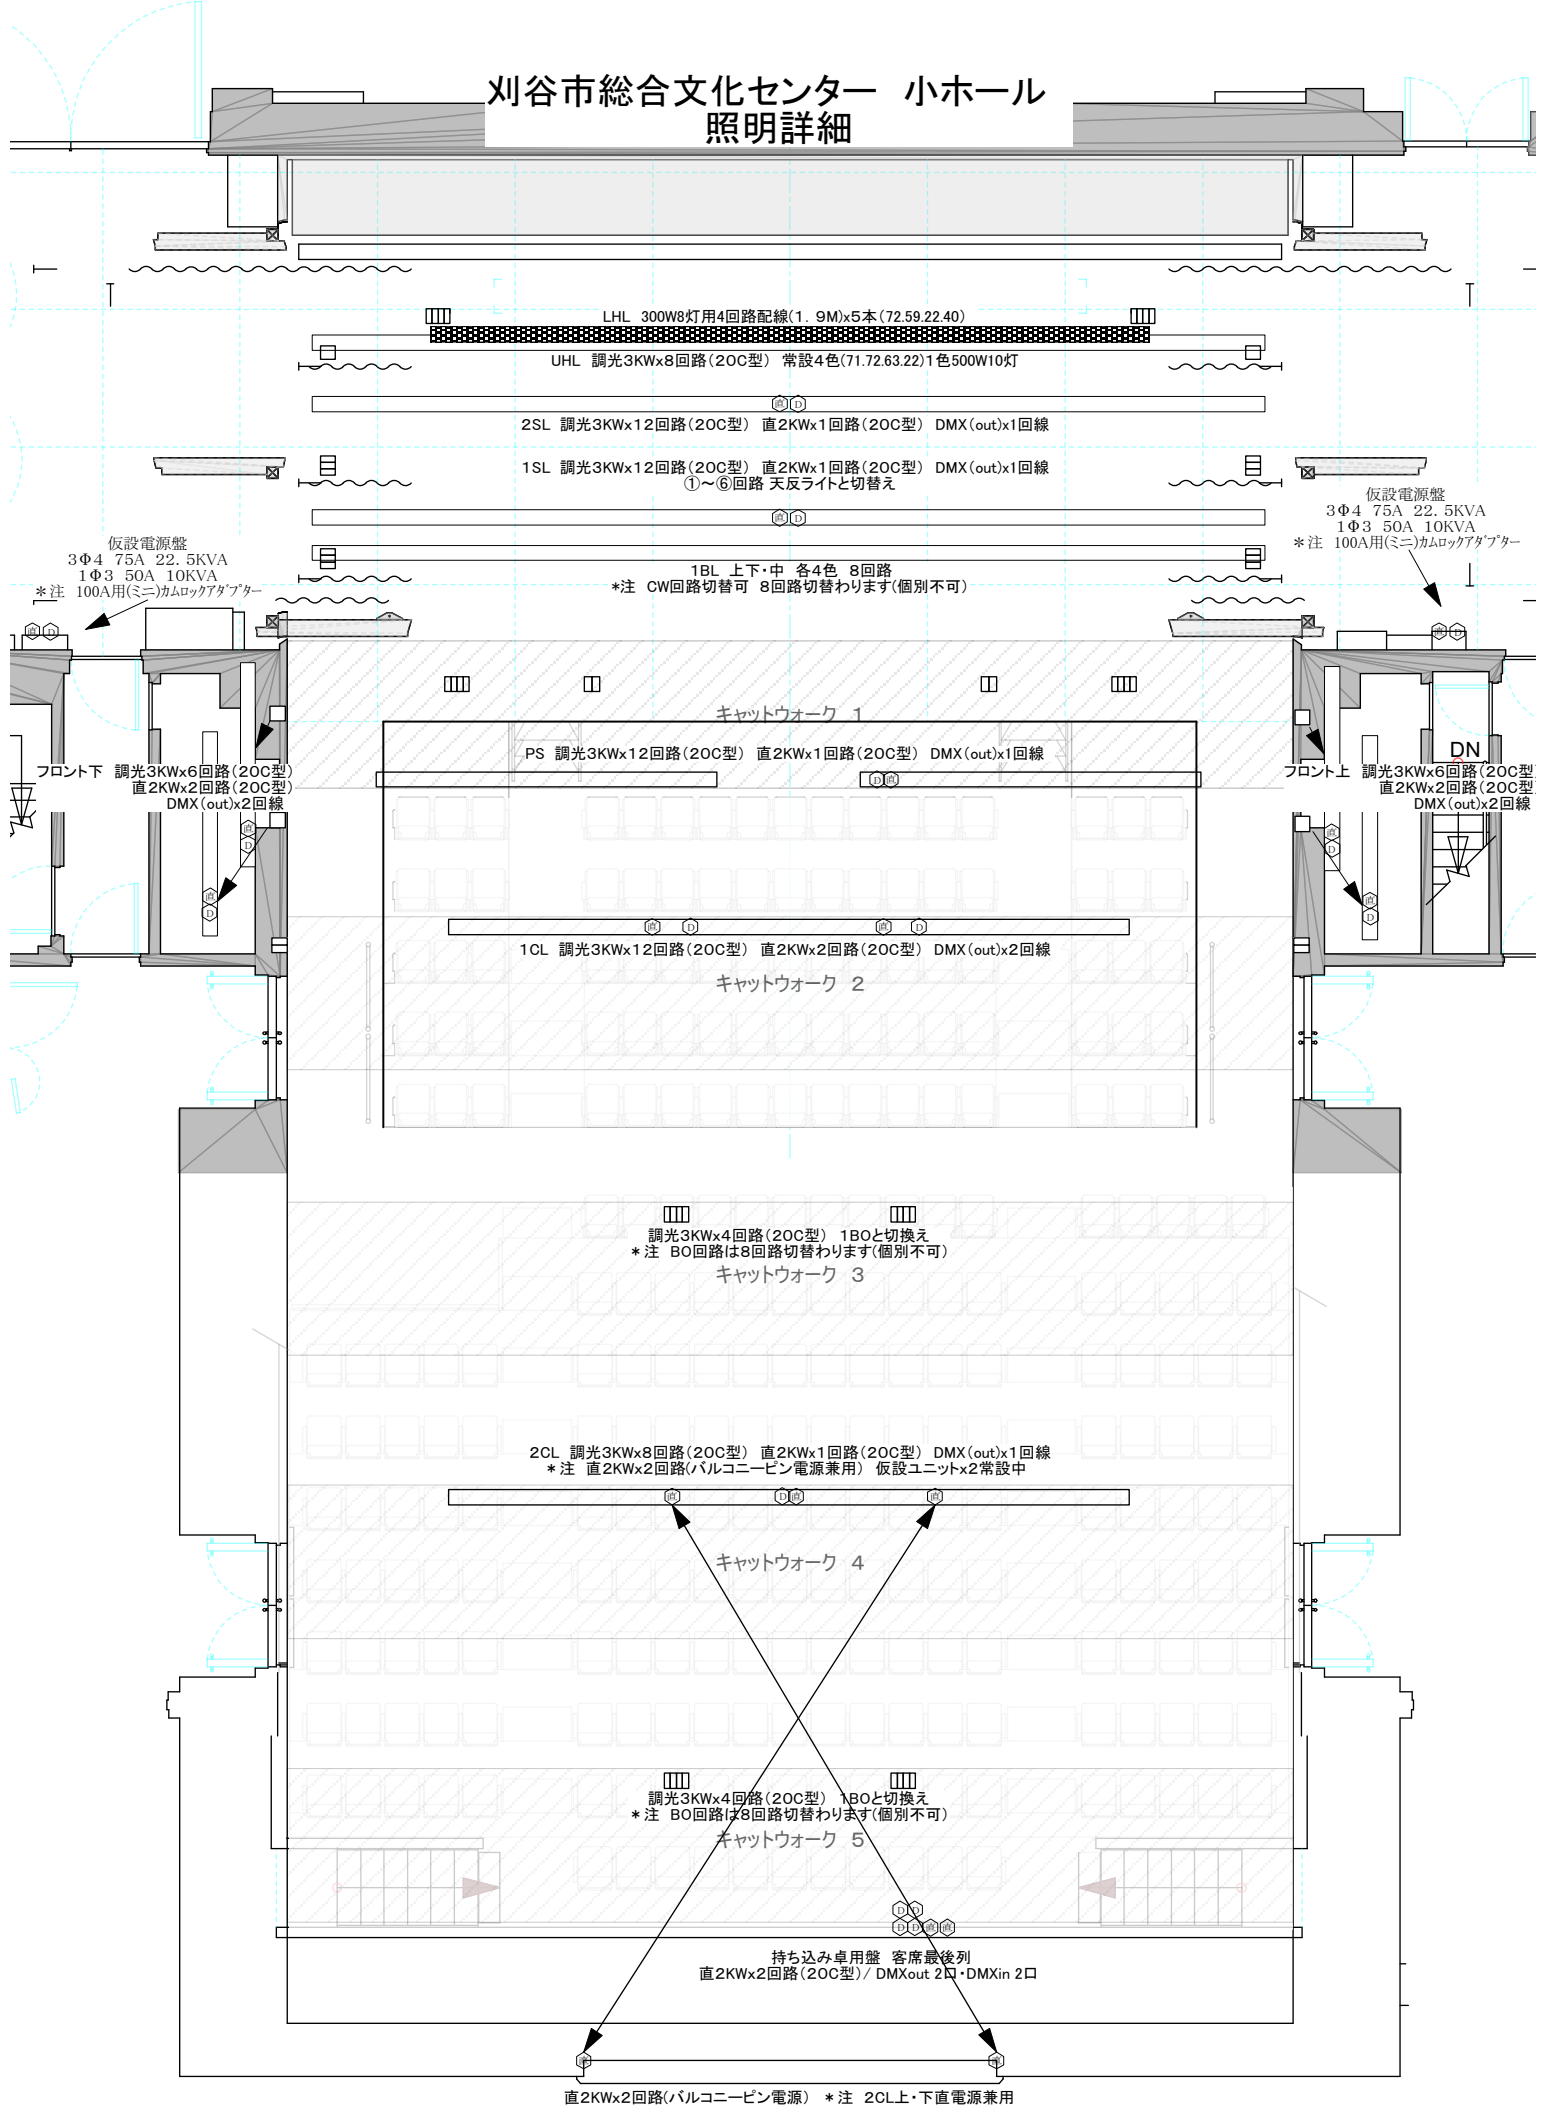 刈谷市総合文化センター　小ホール
照明詳細
LHL 300W8灯用4回路配線(1. 9M)x5本(72.59.22.40)
UHL 調光3KWx8回路(20C型) 常設4色(71.72.63.22)1色500W10灯
直 D
2SL 調光3KWx12回路(20C型) 直2KWx1回路(20C型) DMX(out)x1回線
1SL 調光3KWx12回路(20C型) 直2KWx1回路(20C型) DMX(out)x1回線
①～⑥回路 天反ライトと切替え
直 D
仮設電源盤
3Φ4 75A 22. 5KVA
1Φ3 50A 10KVA
*注 100A用(ミニ)カムロックアダプター
仮設電源盤
3Φ4 75A 22. 5KVA
1Φ3 50A 10KVA
*注 100A用(ミニ)カムロックアダプター
1BL 上下・中 各4色 8回路
*注 CW回路切替可 8回路切替わります(個別不可)
直 D
直 D
キャットウォーク 1
PS 調光3KWx12回路(20C型) 直2KWx1回路(20C型) DMX(out)x1回線
D 直
フロント下 調光3KWx6回路(20C型)
直2KWx2回路(20C型)
DMX(out)x2回線
直
D
直
D
DN
フロント上 調光3KWx6回路(20C型
直2KWx2回路(20C型
DMX(out)x2回線
直
D
直
D
直 D 直 D
1CL 調光3KWx12回路(20C型) 直2KWx2回路(20C型) DMX(out)x2回線
キャットウォーク 2
調光3KWx4回路(20C型) 1BOと切換え
*注 BO回路は8回路切替わります(個別不可)
キャットウォーク 3
2CL 調光3KWx8回路(20C型) 直2KWx1回路(20C型) DMX(out)x1回線
*注 直2KWx2回路(バルコニーピン電源兼用) 仮設ユニットx2常設中
直 D 直 直
キャットウォーク 4
調光3KWx4回路(20C型) 1BOと切換え
*注 BO回路は8回路切替わります(個別不可)
キャットウォーク 5
D D
D D 直 直
持ち込み卓用盤 客席最後列
直2KWx2回路(20C型)/ DMXout 2口・DMXin 2口
直 直
直2KWx2回路(バルコニーピン電源) *注 2CL上・下直電源兼用